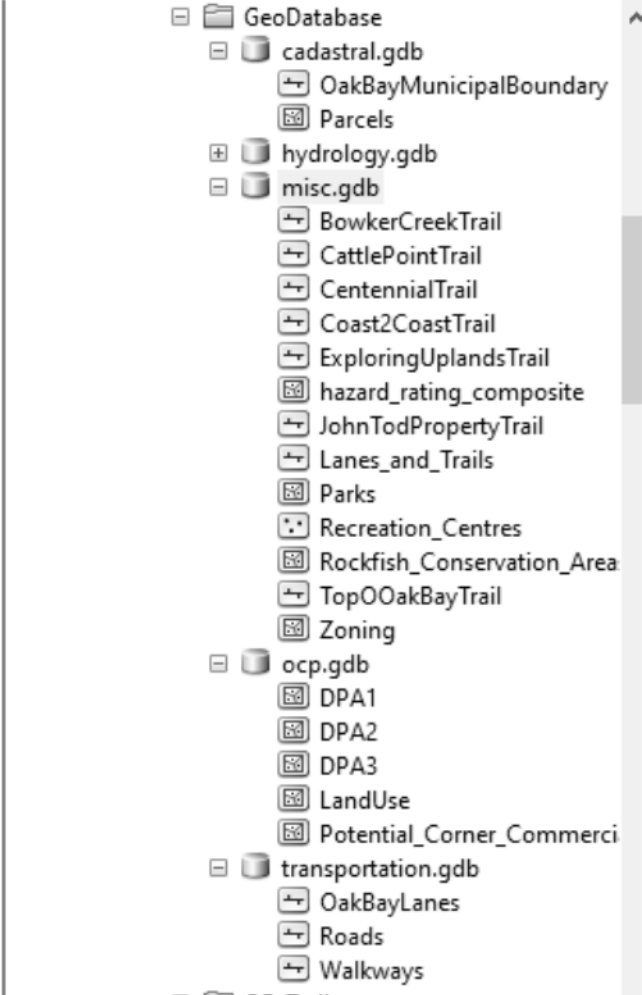 GeoDatabase
cadastral.gdb
OakBayMunicipalBoundary
Parcels
hydrology.gdb
misc.gdb
BowkerCreekTrail
CattlePointTrail
CentennialTrail
Coast2CoastTrail
ExploringUplandsTrail
hazard_rating_composite
JohnTodPropertyTrail
Lanes_and_Trails
Parks
Recreation_Centres
Rockfish_Conservation_Area
TopOOakBayTrail
Zoning
ocp.gdb
DPA1
DPA2
DPA3
LandUse
Potential_Corner_Commerci
transportation.gdb
OakBayLanes
Roads
Walkways